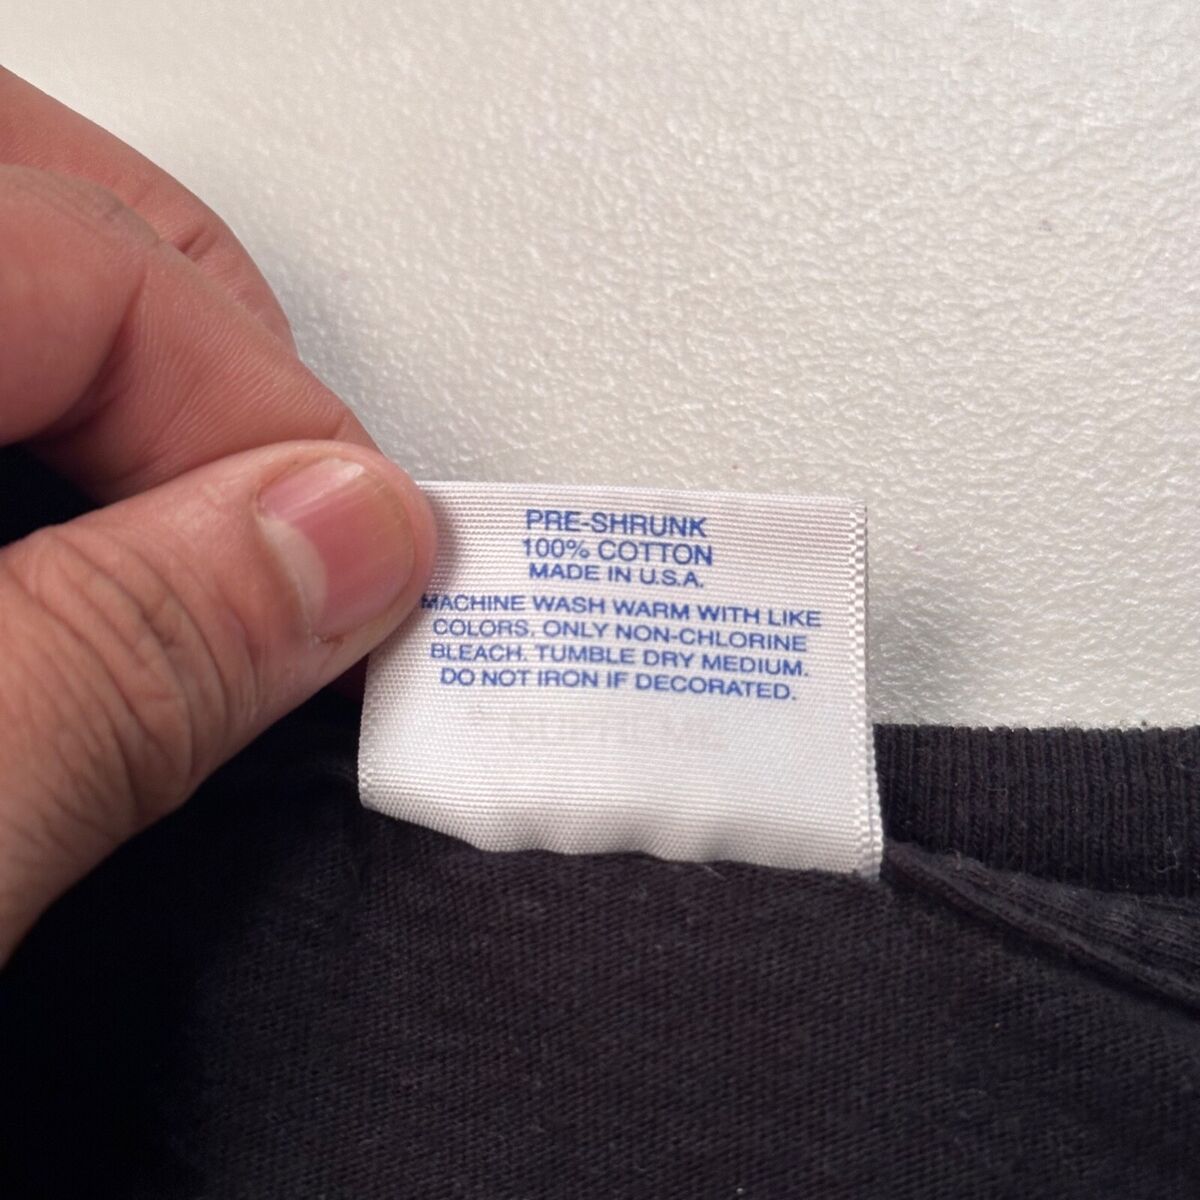 PRE-SHRUNK
100% COTTON
MADE IN U.S.A.
MACHINE WASH WARM WITH LIKE
COLORS, ONLY NON-CHLORINE
BLEACH. TUMBLE DRY MEDIUM.
DO NOT IRON IF DECORATED.